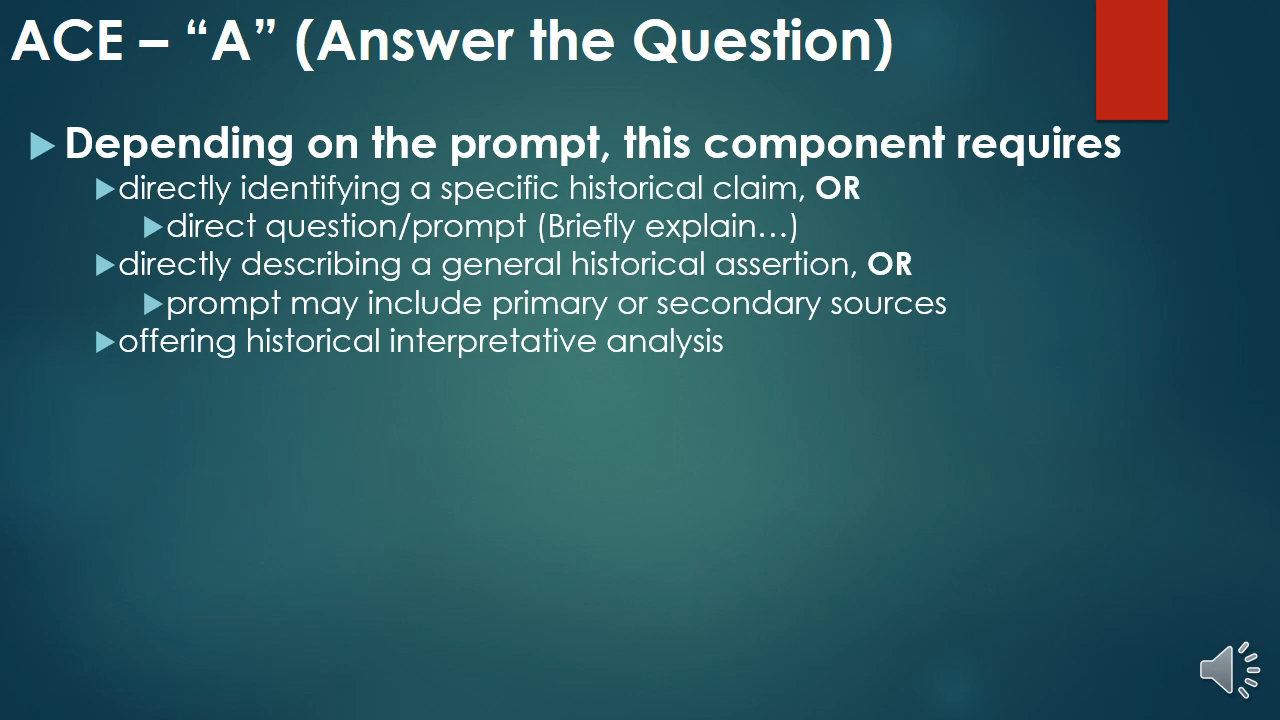 ACE – “A” (Answer the Question)
Depending on the prompt, this component requires
directly identifying a specific historical claim, OR
direct question/prompt (Briefly explain…)
directly describing a general historical assertion, OR
prompt may include primary or secondary sources
offering historical interpretative analysis